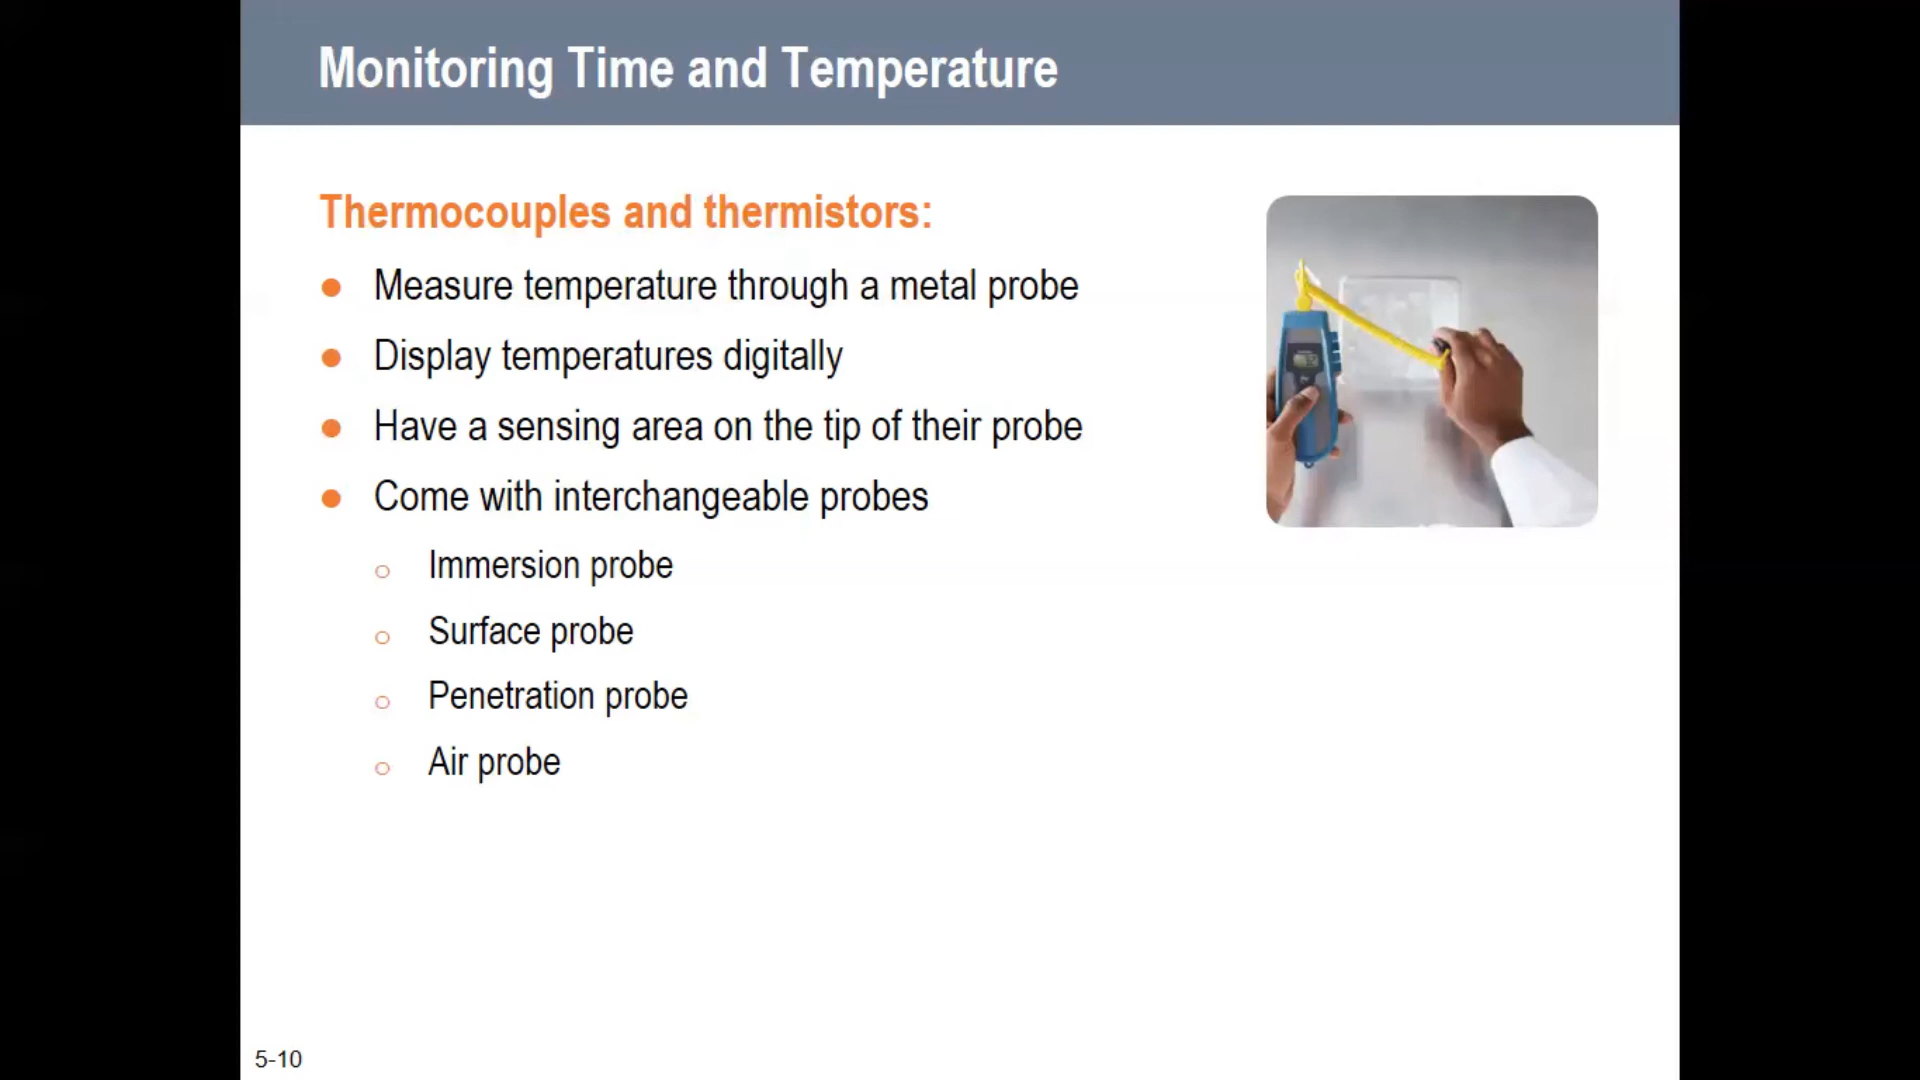 Monitoring Time and Temperature
Thermocouples and thermistors:
Measure temperature through a metal probe
Display temperatures digitally
Have a sensing area on the tip of their probe
Come with interchangeable probes
Immersion probe
Surface probe
Penetration probe
Air probe
5-10